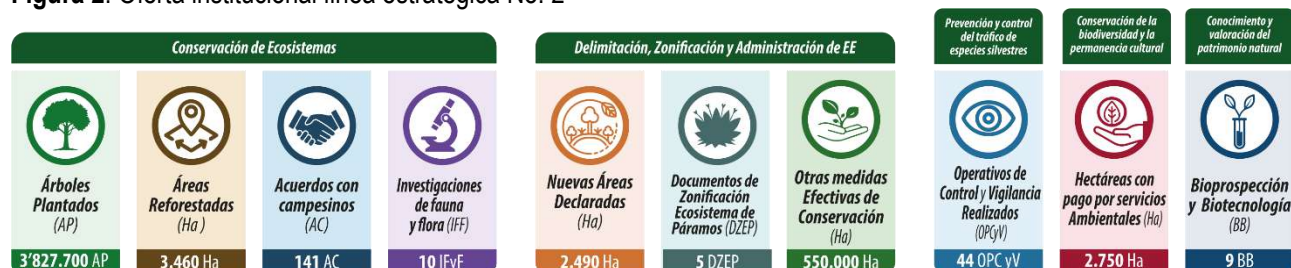 Figura 2. Oferta institucional línea estratégica No. 2
Conservación de Ecosistemas
Árboles
Plantados
(AP)
3'827.700 AP
Áreas
Reforestadas
(Ha )
3.460 Ha
Acuerdos con
campesinos
(AC)
141 AC
Investigaciones
de fauna
y flora (IFF)
10 IFyF
Delimitación, Zonificación y Administración de EE
Nuevas Áreas
Declaradas
(Ha)
2.490 Ha
Documentos de
Zonificación
Ecosistema de
Páramos (DZEP)
5 DZEP
Otras medidas
Efectivas de
Conservación
(Ha)
550.000 Ha
Prevención y control
del tráfico de
especies silvestres
Operativos de
Control y Vigilancia
Realizados
(OPCyV)
44 OPC yV
Conservación de la
biodiversidad y la
permanencia cultural
Hectáreas con
pago por servicios
Ambientales (Ha)
2.750 Ha
Conocimiento y
valoración del
patrimonio natural
Bioprospección
y Biotecnología
(BB)
9 BB